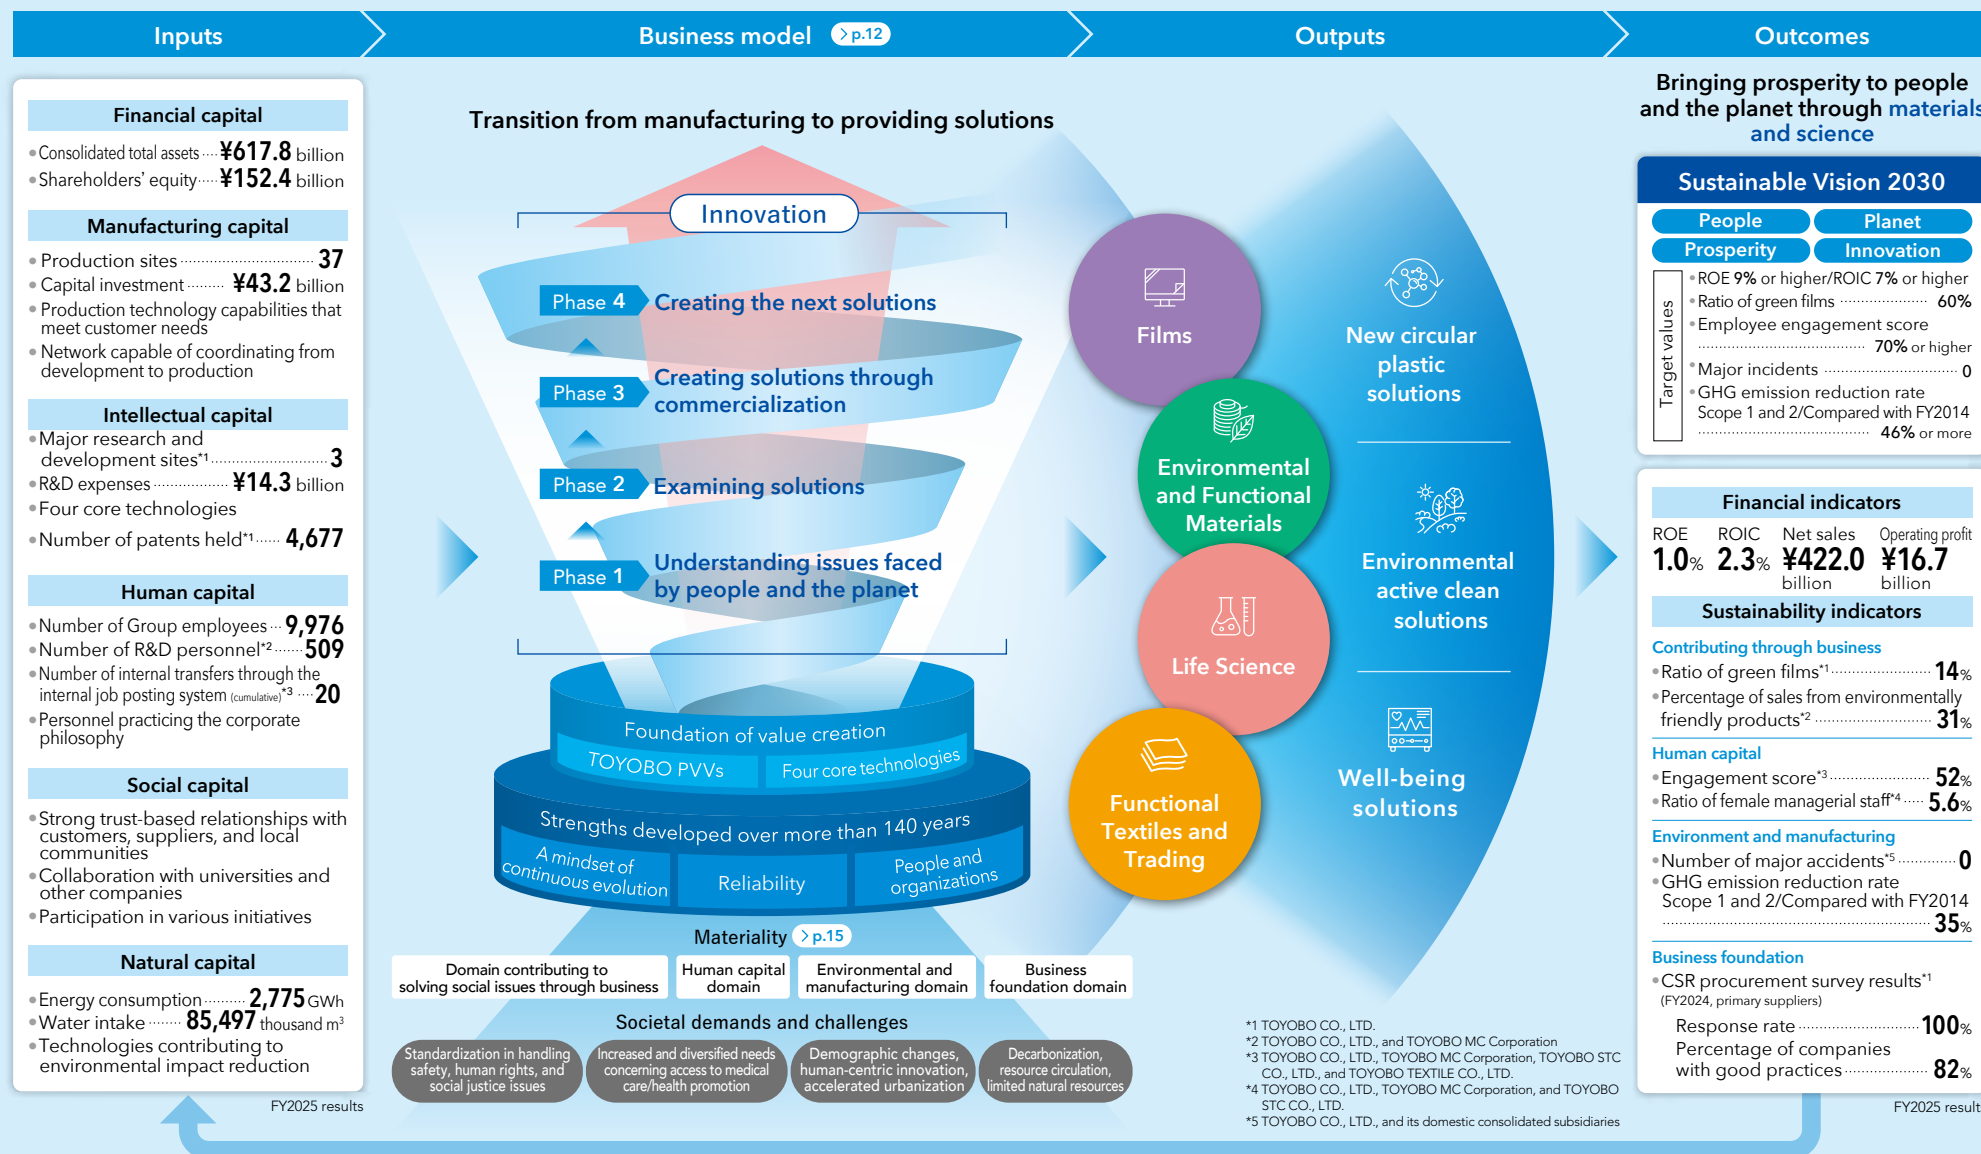 Inputs
Business model
>p.12
Outputs
Outcomes
Financial capital
•Consolidated total assets ···· ¥617.8 billion
•Shareholders' equity ····· ¥152.4 billion
Manufacturing capital
•Production sites ···· 37
•Capital investment ········· ¥43.2 billion
•Production technology capabilities that
meet customer needs
•Network capable of coordinating from
development to production
Intellectual capital
•Major research and
development sites*1 ···· 3
•R&D expenses ···· ¥14.3 billion
•Four core technologies
•Number of patents held*1 ······ 4,677
Human capital
•Number of Group employees ··· 9,976
•Number of R&D personnel*2 ······· 509
•Number of internal transfers through the
internal job posting system (cumulative)*3 ···· 20
•Personnel practicing the corporate
philosophy
Social capital
•Strong trust-based relationships with
customers, suppliers, and local
communities
•Collaboration with universities and
other companies
•Participation in various initiatives
Natural capital
•Energy consumption ·········· 2,775 GWh
•Water intake ········ 85,497 thousand m3
•Technologies contributing to
environmental impact reduction
FY2025 results
Transition from manufacturing to providing solutions
Innovation
Phase 4 Creating the next solutions
Phase 3 Creating solutions through
commercialization
Phase 2 Examining solutions
Phase 1 Understanding issues faced
by people and the planet
Foundation of value creation
TOYOBO PVVs
Four core technologies
Strengths developed over more than 140 years
A mindset of
continuous evolution
Reliability
People and
organizations
Materiality >p.15
Domain contributing to
solving social issues through business
Human capital
domain
Environmental and
manufacturing domain
Business
foundation domain
Societal demands and challenges
Standardization in handling
safety, human rights, and
social justice issues
Increased and diversified needs
concerning access to medical
care/health promotion
Demographic changes,
human-centric innovation,
accelerated urbanization
Decarbonization,
resource circulation,
limited natural resources
Films
Environmental
and Functional
Materials
Life Science
Functional
Textiles and
Trading
New circular
plastic
solutions
Environmental
active clean
solutions
Well-being
solutions
*1 TOYOBO CO., LTD.
*2 TOYOBO CO., LTD., and TOYOBO MC Corporation
*3 TOYOBO CO., LTD., TOYOBO MC Corporation, TOYOBO STC
CO., LTD., and TOYOBO TEXTILE CO., LTD.
*4 TOYOBO CO., LTD., TOYOBO MC Corporation, and TOYOBO
STC CO., LTD.
*5 TOYOBO CO., LTD., and its domestic consolidated subsidiaries
Bringing prosperity to people
and the planet through materials
and science
Sustainable Vision 2030
People
Planet
Prosperity
Innovation
Target values
•ROE 9% or higher/ROIC 7% or higher
•Ratio of green films ···· 60%
•Employee engagement score
···· 70% or higher
•Major incidents ···· 0
•GHG emission reduction rate
Scope 1 and 2/Compared with FY2014
···· 46% or more
Financial indicators
ROE
1.0%
ROIC
2.3%
Net sales
¥422.0
billion
Operating profit
¥16.7
billion
Sustainability indicators
Contributing through business
•Ratio of green films*1 ···· 14%
•Percentage of sales from environmentally
friendly products*2 ···· 31%
Human capital
•Engagement score*3 ···· 52%
•Ratio of female managerial staff*4 ····· 5.6%
Environment and manufacturing
•Number of major accidents*5 ···· 0
•GHG emission reduction rate
Scope 1 and 2/Compared with FY2014
···· 35%
Business foundation
•CSR procurement survey results*1
(FY2024, primary suppliers)
Response rate ···· 100%
Percentage of companies
with good practices ···· 82%
FY2025 result